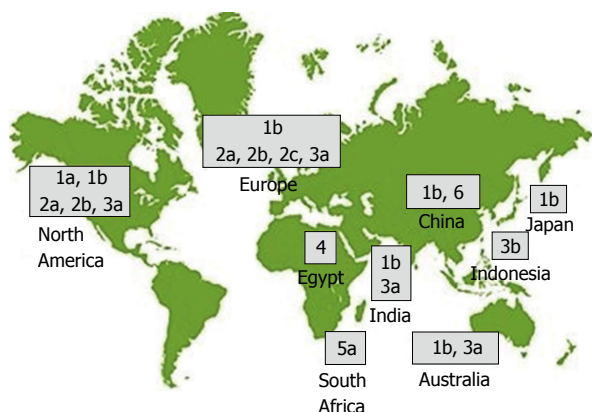 1b
2a, 2b, 2c, 3a
Europe
1a, 1b
2a, 2b, 3a
North
America
1b, 6
China
1b
Japan
4
Egypt
1b
3a
India
3b
Indonesia
5a
South
Africa
1b, 3a
Australia